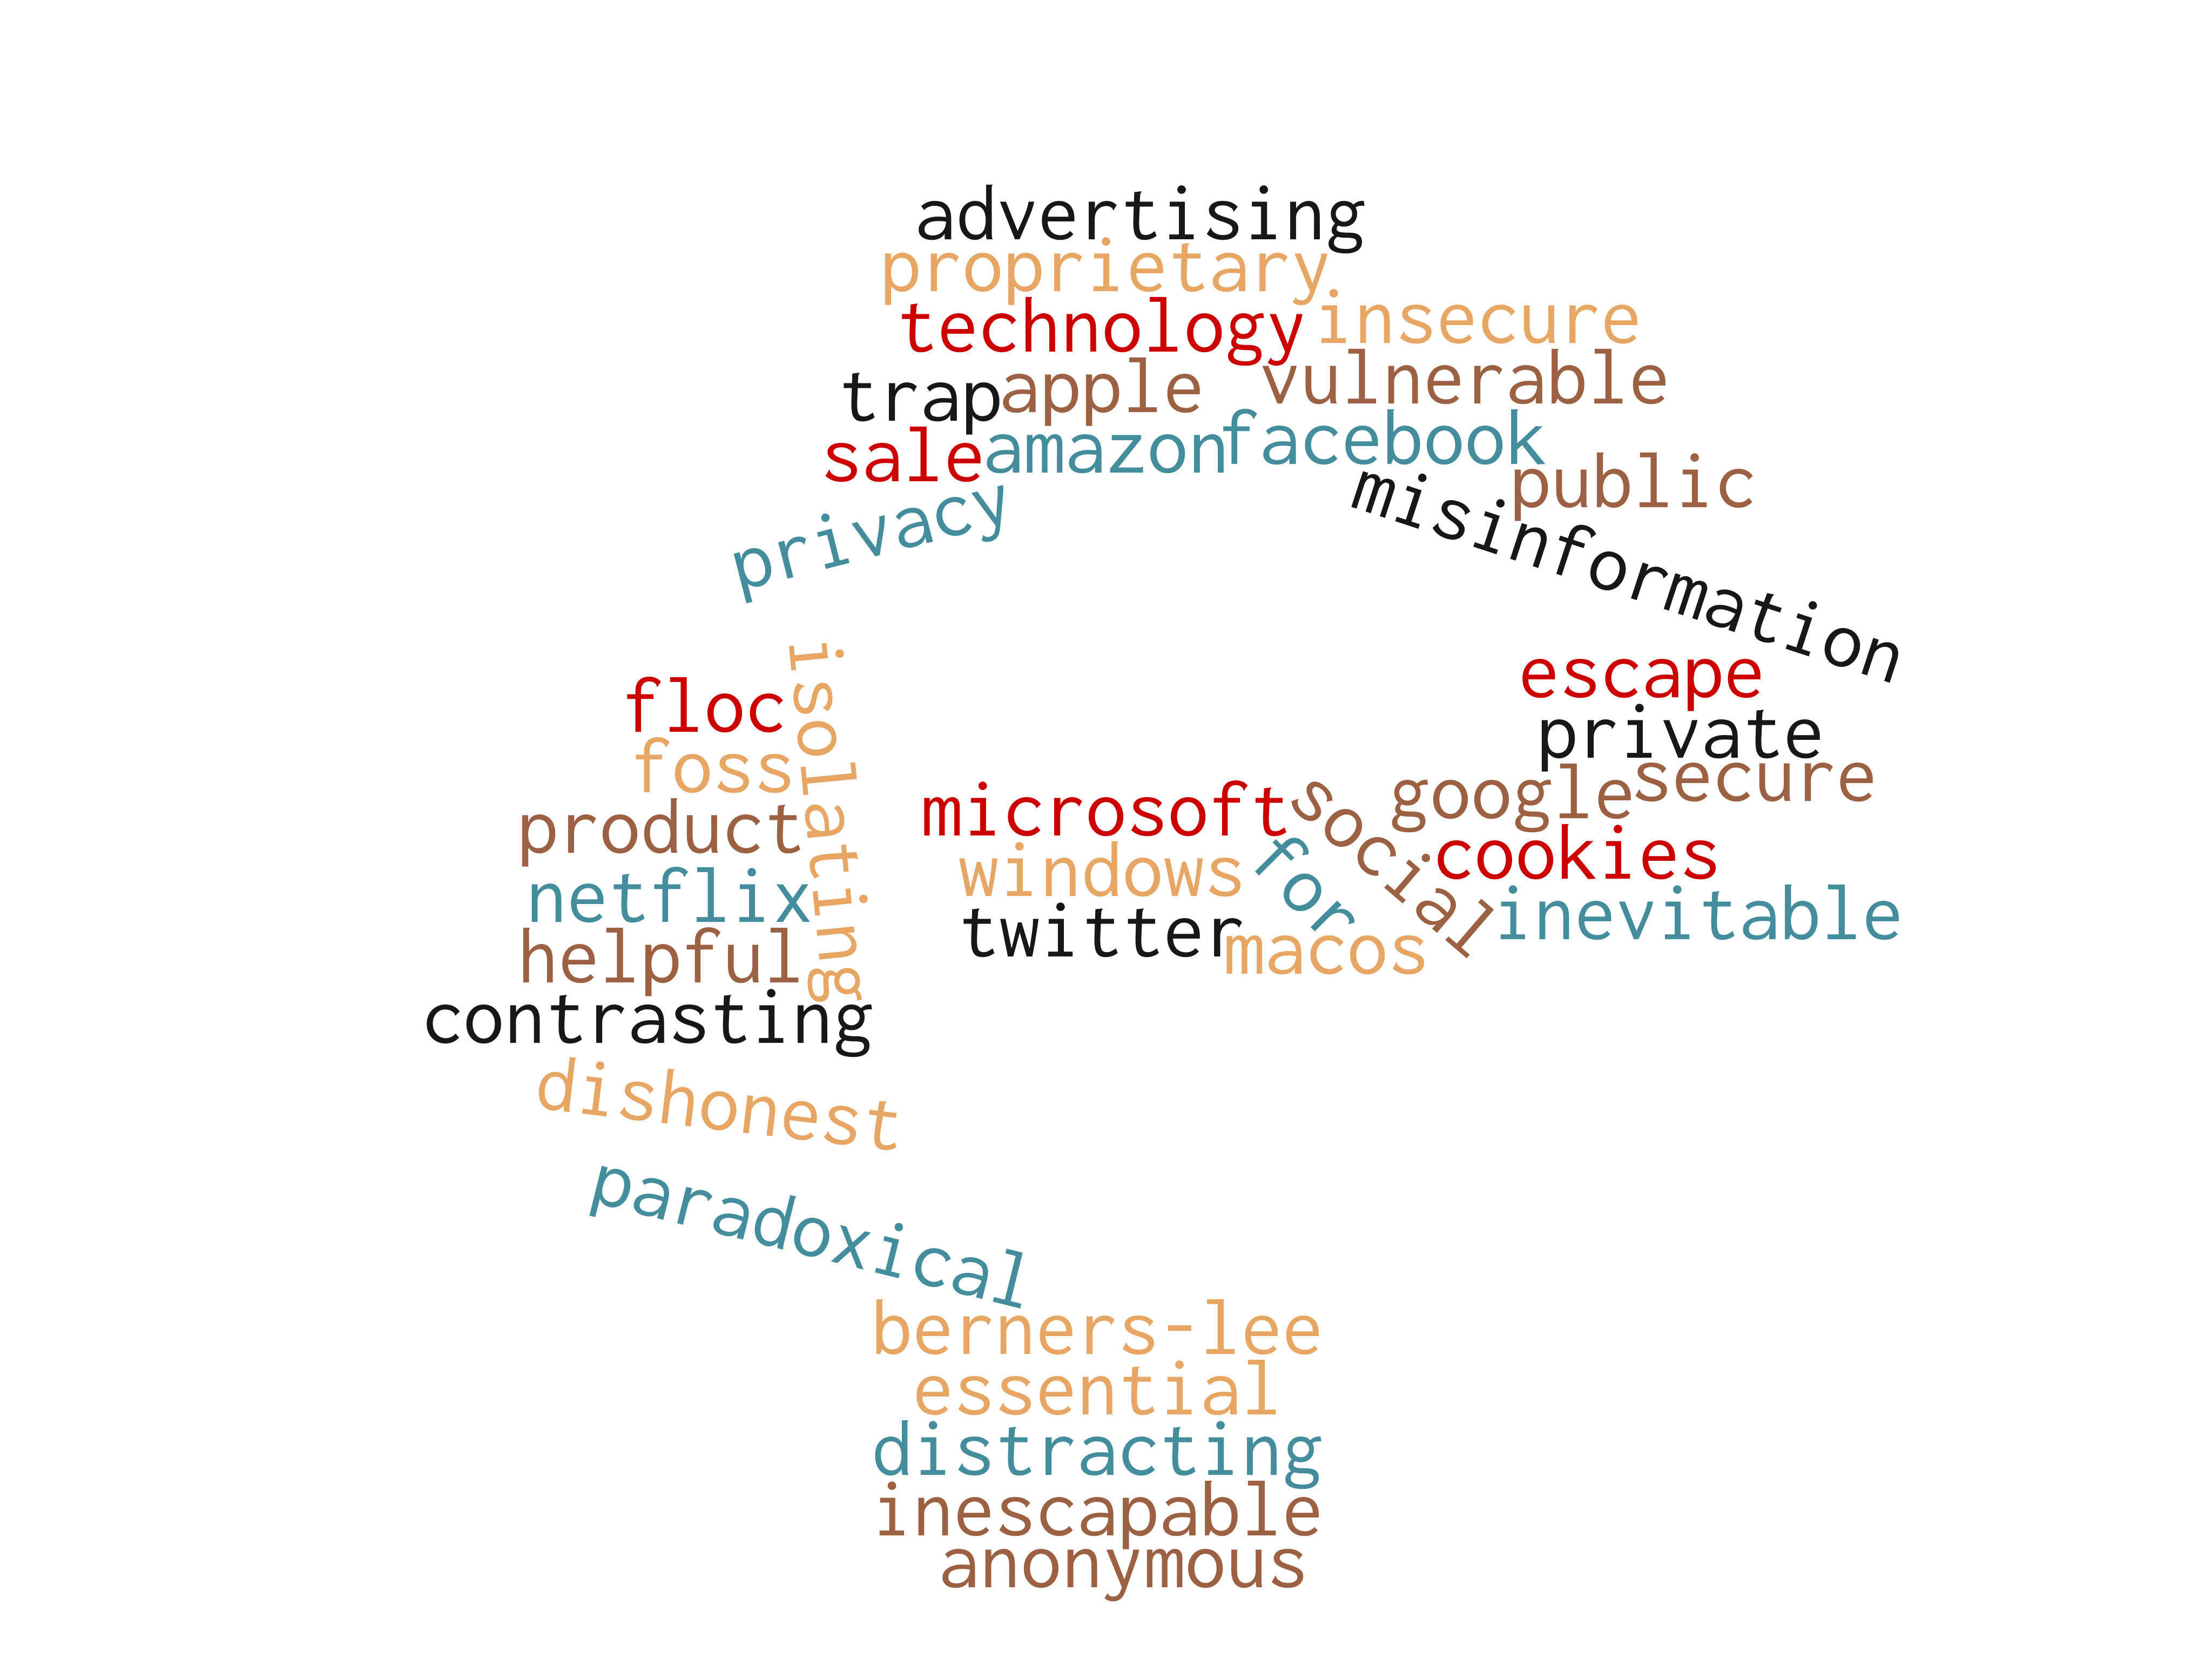 advertising
proprietary
technology insecure
trap apple vulnerable
sale amazon facebook
privacy misinformation public
isolating
floc escape
foss private
product microsoft social google secure
netflix windows for cookies
helpful twitter macos inevitable
contrasting
dishonest
paradoxical
berners-lee
essential
distracting
inescapable
anonymous